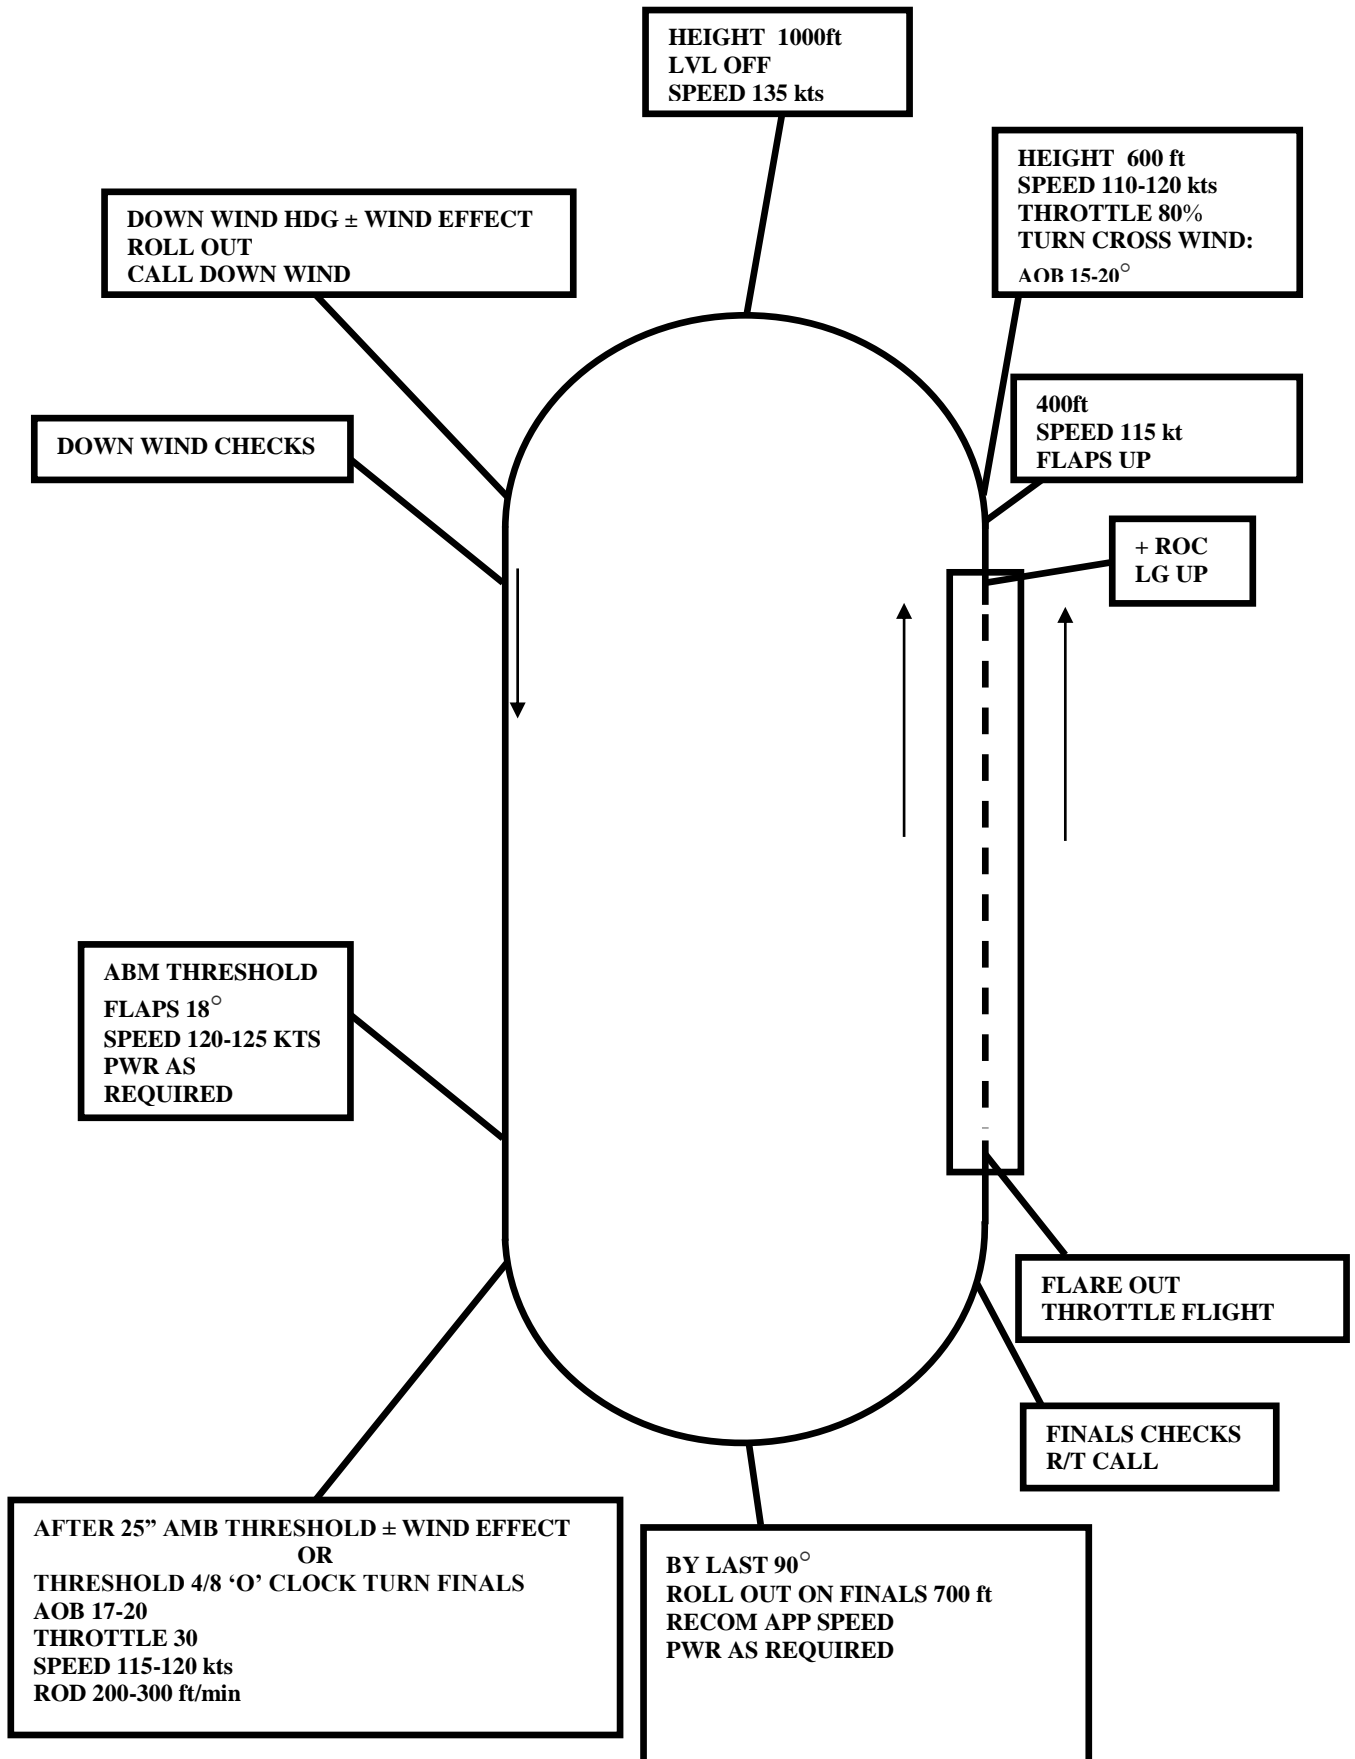 HEIGHT 1000ft
LVL OFF
SPEED 135 kts
HEIGHT 600 ft
SPEED 110-120 kts
THROTTLE 80%
TURN CROSS WIND:
AOB 15-20°
DOWN WIND HDG ± WIND EFFECT
ROLL OUT
CALL DOWN WIND
400ft
SPEED 115 kt
FLAPS UP
DOWN WIND CHECKS
+ ROC
LG UP
ABM THRESHOLD
FLAPS 18°
SPEED 120-125 KTS
PWR AS
REQUIRED
FLARE OUT
THROTTLE FLIGHT
FINALS CHECKS
R/T CALL
AFTER 25” AMB THRESHOLD ± WIND EFFECT
OR
THRESHOLD 4/8 ‘O’ CLOCK TURN FINALS
AOB 17-20
THROTTLE 30
SPEED 115-120 kts
ROD 200-300 ft/min
BY LAST 90°
ROLL OUT ON FINALS 700 ft
RECOM APP SPEED
PWR AS REQUIRED